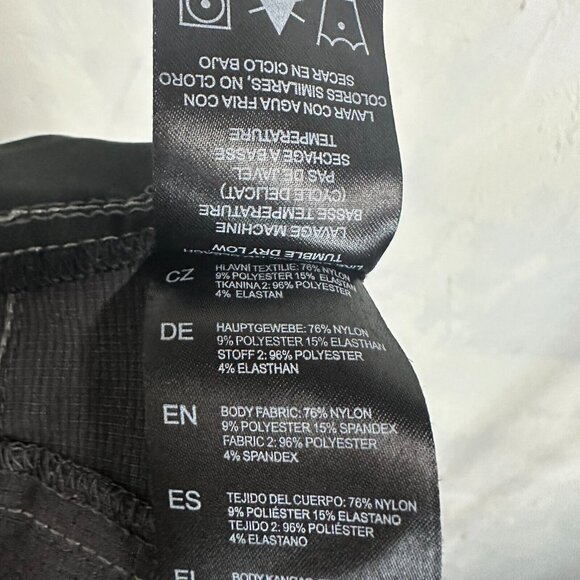 LAVAR CON AGUA FRIA CON
COLORES SIMILARES, NO CLORO
SECAR EN CICLO BAJO
TUMBLE DRY LOW
LAVAGE MACHINE
BASSE TEMPERATURE
(CYCLE DELICAT)
PAS DE JAVEL
SECHAGE A BASSE
TEMPERATURE
CZ
HLAVNÍ TEXTILIE: 76% NYLON
9% POLYESTER 15% ELASTAN
TKANINA 2: 96% POLYESTER
4% ELASTAN
DE
HAUPTGEWEBE: 76% NYLON
9% POLYESTER 15% ELASTHAN
STOFF 2: 96% POLYESTER
4% ELASTHAN
EN
BODY FABRIC: 76% NYLON
9% POLYESTER 15% SPANDEX
FABRIC 2: 96% POLYESTER
4% SPANDEX
ES
TEJIDO DEL CUERPO: 76% NYLON
9% POLIÉSTER 15% ELASTANO
TEJIDO 2: 96% POLIÉSTER
4% ELASTANO